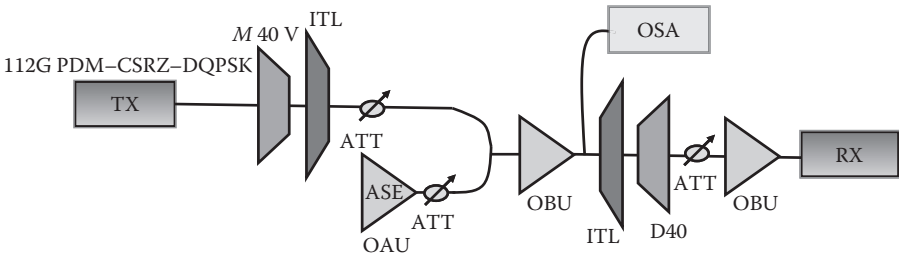 ITL
M 40 V
OSA
112G PDM–CSRZ–DQPSK
TX
ATT
ASE
ATT
OAU
OBU
ITL
D40
ATT
OBU
RX